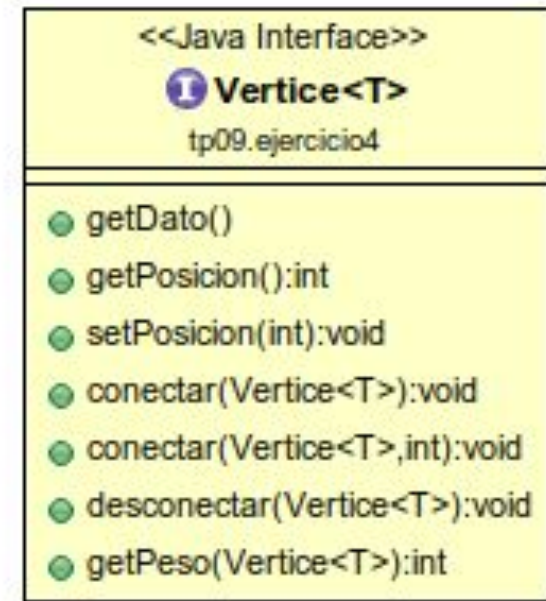 <<Java Interface>>
I Vertice<T>
tp09.ejercicio4
getDato()
getPosicion():int
setPosicion(int):void
conectar(Vertice<T>):void
conectar(Vertice<T>,int):void
desconectar(Vertice<T>):void
getPeso(Vertice<T>):int